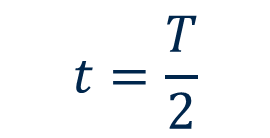 t = T/2